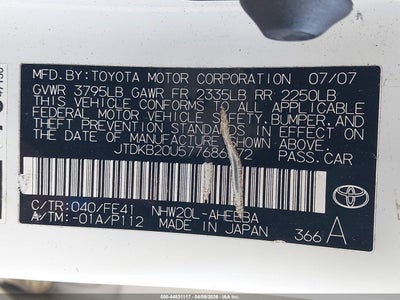 MFD.BY:TOYOTA MOTOR CORPORATION 07/07
GVWR 3795LB GAWR FR 2335LB RR 2250LB
THIS VEHICLE CONFORMS TO ALL APPLICABLE
FEDERAL MOTOR VEHICLE SAFETY, BUMPER, AND
THEFT PREVENTION STANDARDS IN EFFECT ON
THE DATE OF MANUFACTURE SHOWN ABOVE.
PASS.CAR
C/TR:040/FE41 NHW20L-AHEEBA
A/TM:-01A/P112 MADE IN JAPAN
366 A
TOYOTA